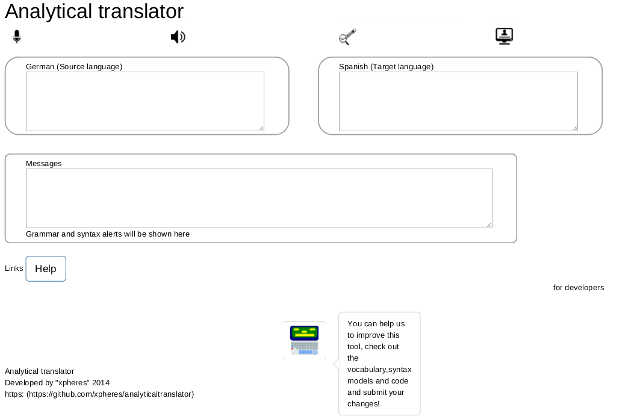 Analytical translator
German (Source language)
Spanish (Target language)
Messages
Grammar and syntax alerts will be shown here
Links Help
for developers
You can help us
to improve this
tool, check out
the
vocabulary,syntax
models and code
and submit your
changes!
Analytical translator
Developed by "xpheres" 2014
https: (https://github.com/xpheres/analyticaltranslator)